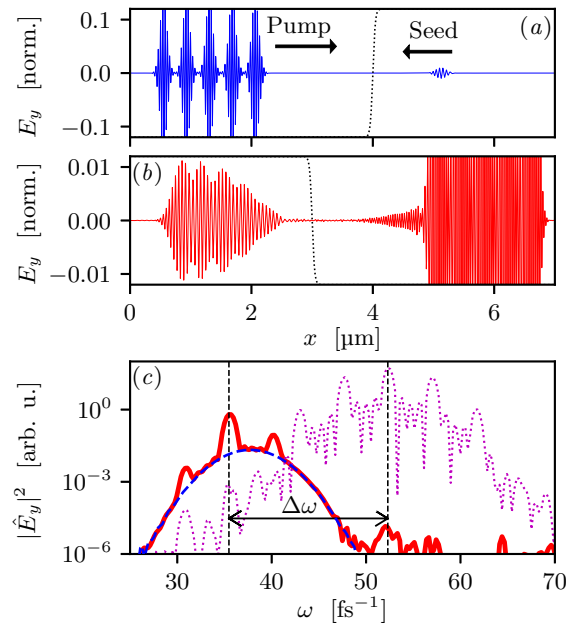 0.1
0.0
−0.1
E_y [norm.]
Pump
Seed
(a)
0.01
0.00
−0.01
E_y [norm.]
(b)
0 2 4 6
x [µm]
(c)
10^0
10^{−3}
10^{−6}
|Ê_y|^2 [arb. u.]
Δω
30 40 50 60 70
ω [fs^{−1}]